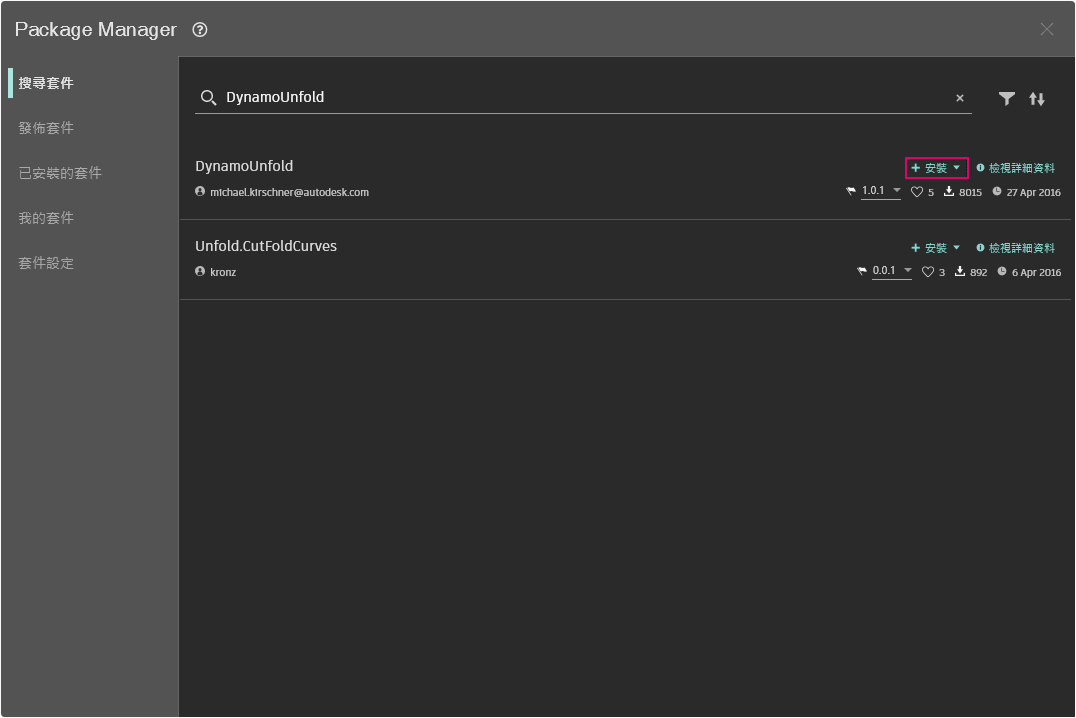 Package Manager
搜尋套件
發佈套件
已安裝的套件
我的套件
套件設定
DynamoUnfold
DynamoUnfold
+ 安裝 檢視詳細資料
michael.kirschner@autodesk.com
1.0.1 5 8015 27 Apr 2016
Unfold.CutFoldCurves
+ 安裝 檢視詳細資料
kronz
0.0.1 3 892 6 Apr 2016